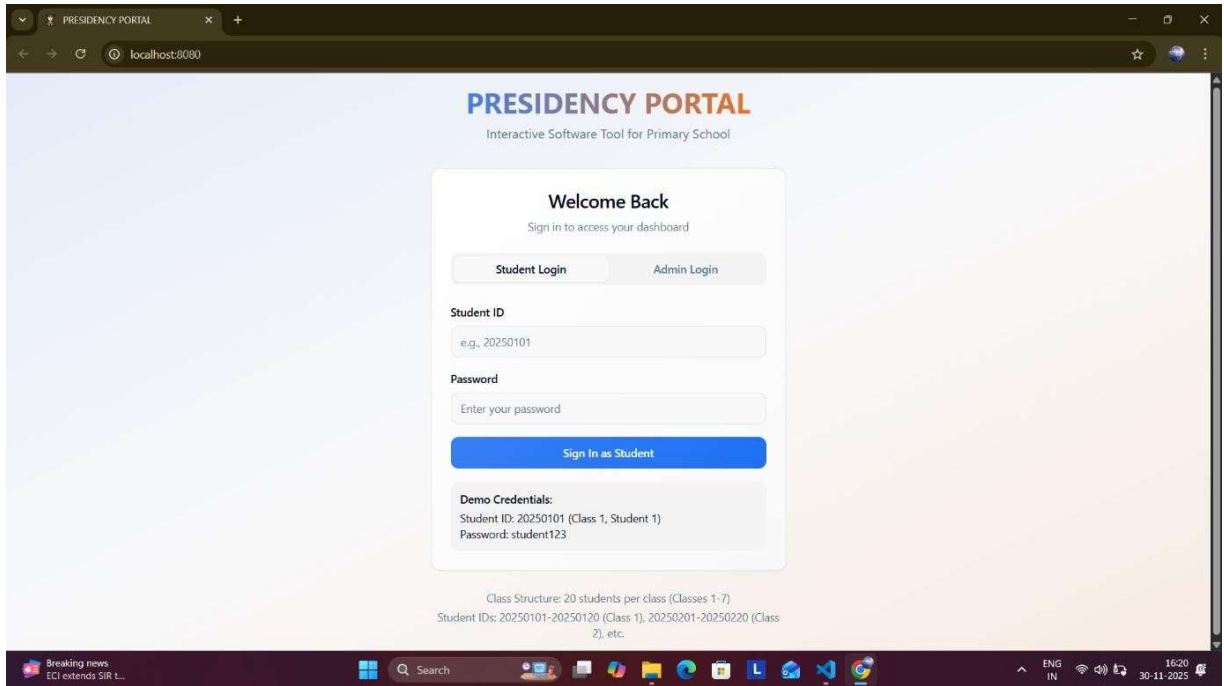 PRESIDENCY PORTAL
localhost:8080
PRESIDENCY PORTAL
Interactive Software Tool for Primary School
Welcome Back
Sign in to access your dashboard
Student Login
Admin Login
Student ID
e.g., 20250101
Password
Enter your password
Sign In as Student
Demo Credentials:
Student ID: 20250101 (Class 1, Student 1)
Password: student123
Class Structure: 20 students per class (Classes 1-7)
Student IDs: 20250101-20250120 (Class 1), 20250201-20250220 (Class
2), etc.
Breaking news
ECI extends SIR t...
Search
L
ENG
IN
16:20
30-11-2025